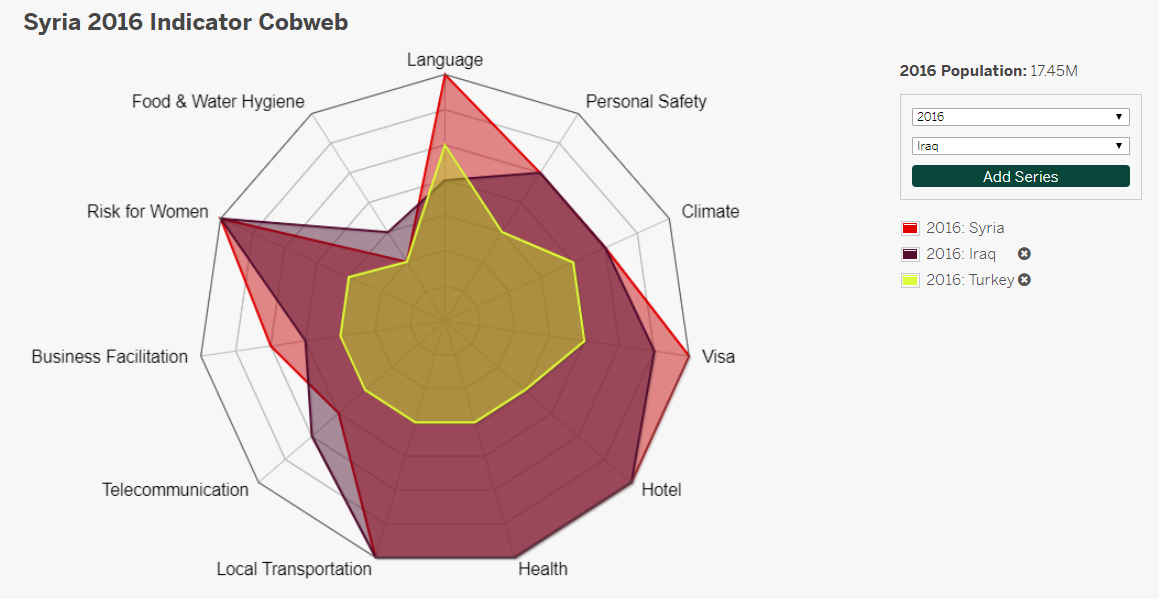 Syria 2016 Indicator Cobweb
Language
Personal Safety
Climate
Visa
Hotel
Health
Local Transportation
Telecommunication
Business Facilitation
Risk for Women
Food & Water Hygiene
2016 Population: 17.45M
2016
Iraq
Add Series
2016: Syria
2016: Iraq
2016: Turkey